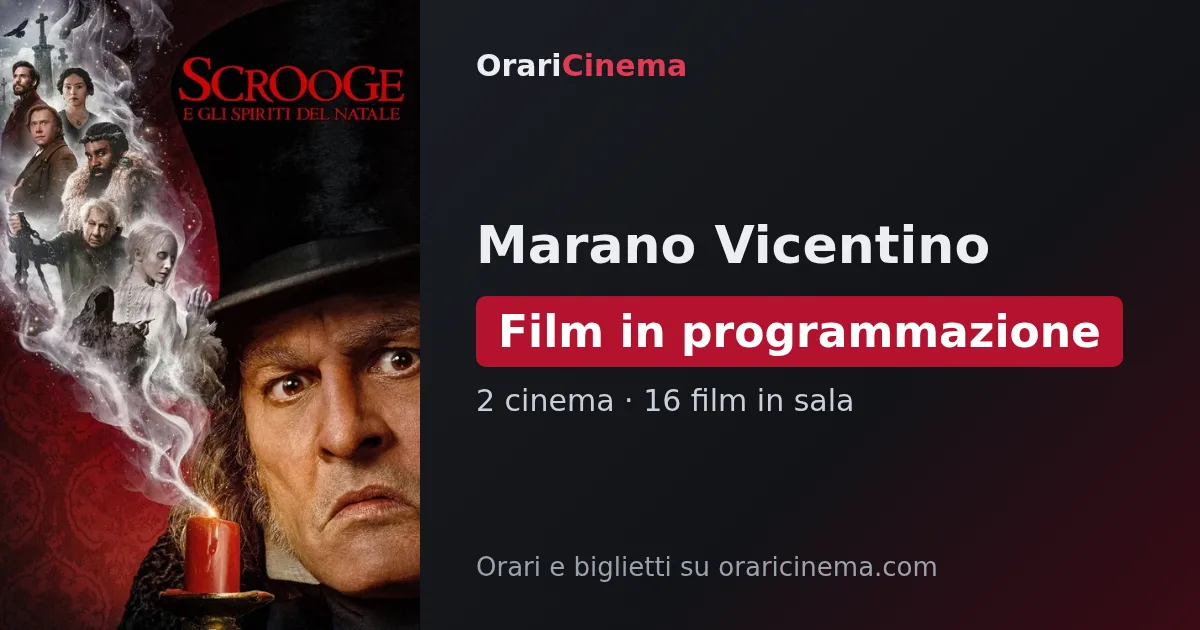 SCROOGE
E GLI SPIRITI DEL NATALE
OrariCinema
Marano Vicentino
Film in programmazione
2 cinema · 16 film in sala
Orari e biglietti su oraricinema.com